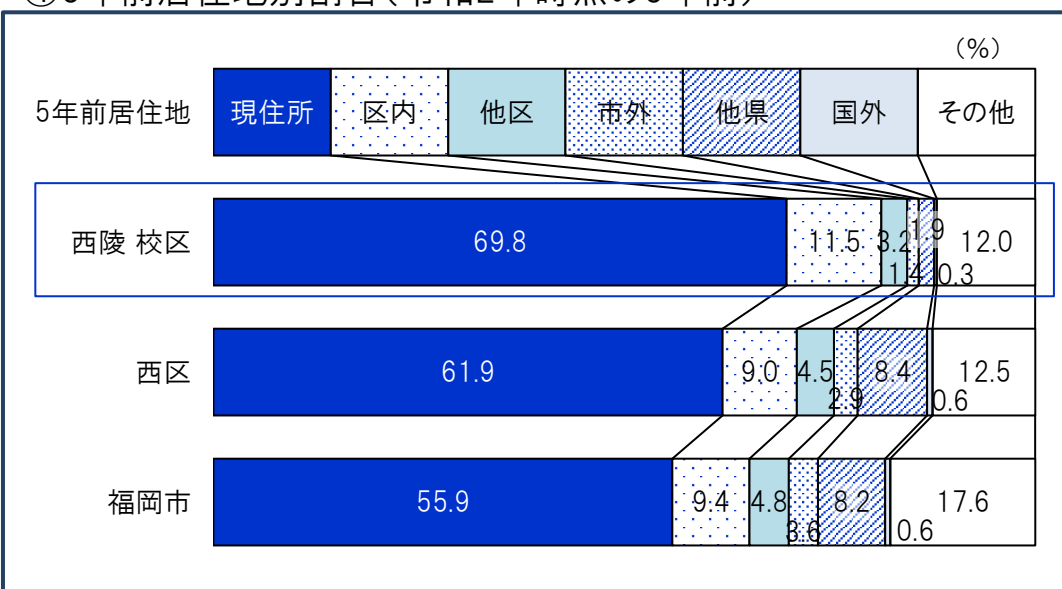 (%)
5年前居住地 現住所 区内 他区 市外 他県 国外 その他
西陵 校区 69.8 11.5 3.2 1.4 1.9 0.3 12.0
西区 61.9 9.0 4.5 2.9 8.4 0.6 12.5
福岡市 55.9 9.4 4.8 3.6 8.2 0.6 17.6